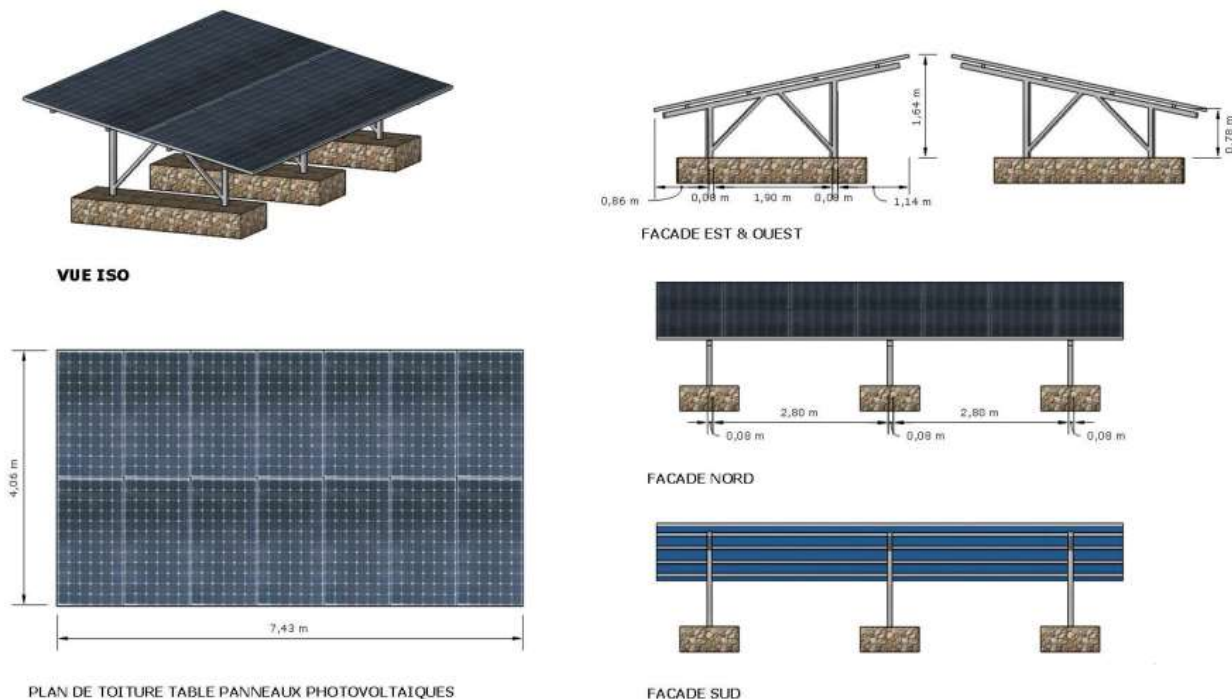 VUE ISO
4,06 m
7,43 m
PLAN DE TOITURE TABLE PANNEAUX PHOTOVOLTAIQUES
1,64 m
0,78 m
0,86 m
0,08 m
1,90 m
0,08 m
1,14 m
FACADE EST & OUEST
2,80 m
2,80 m
0,08 m
0,08 m
0,08 m
FACADE NORD
FACADE SUD